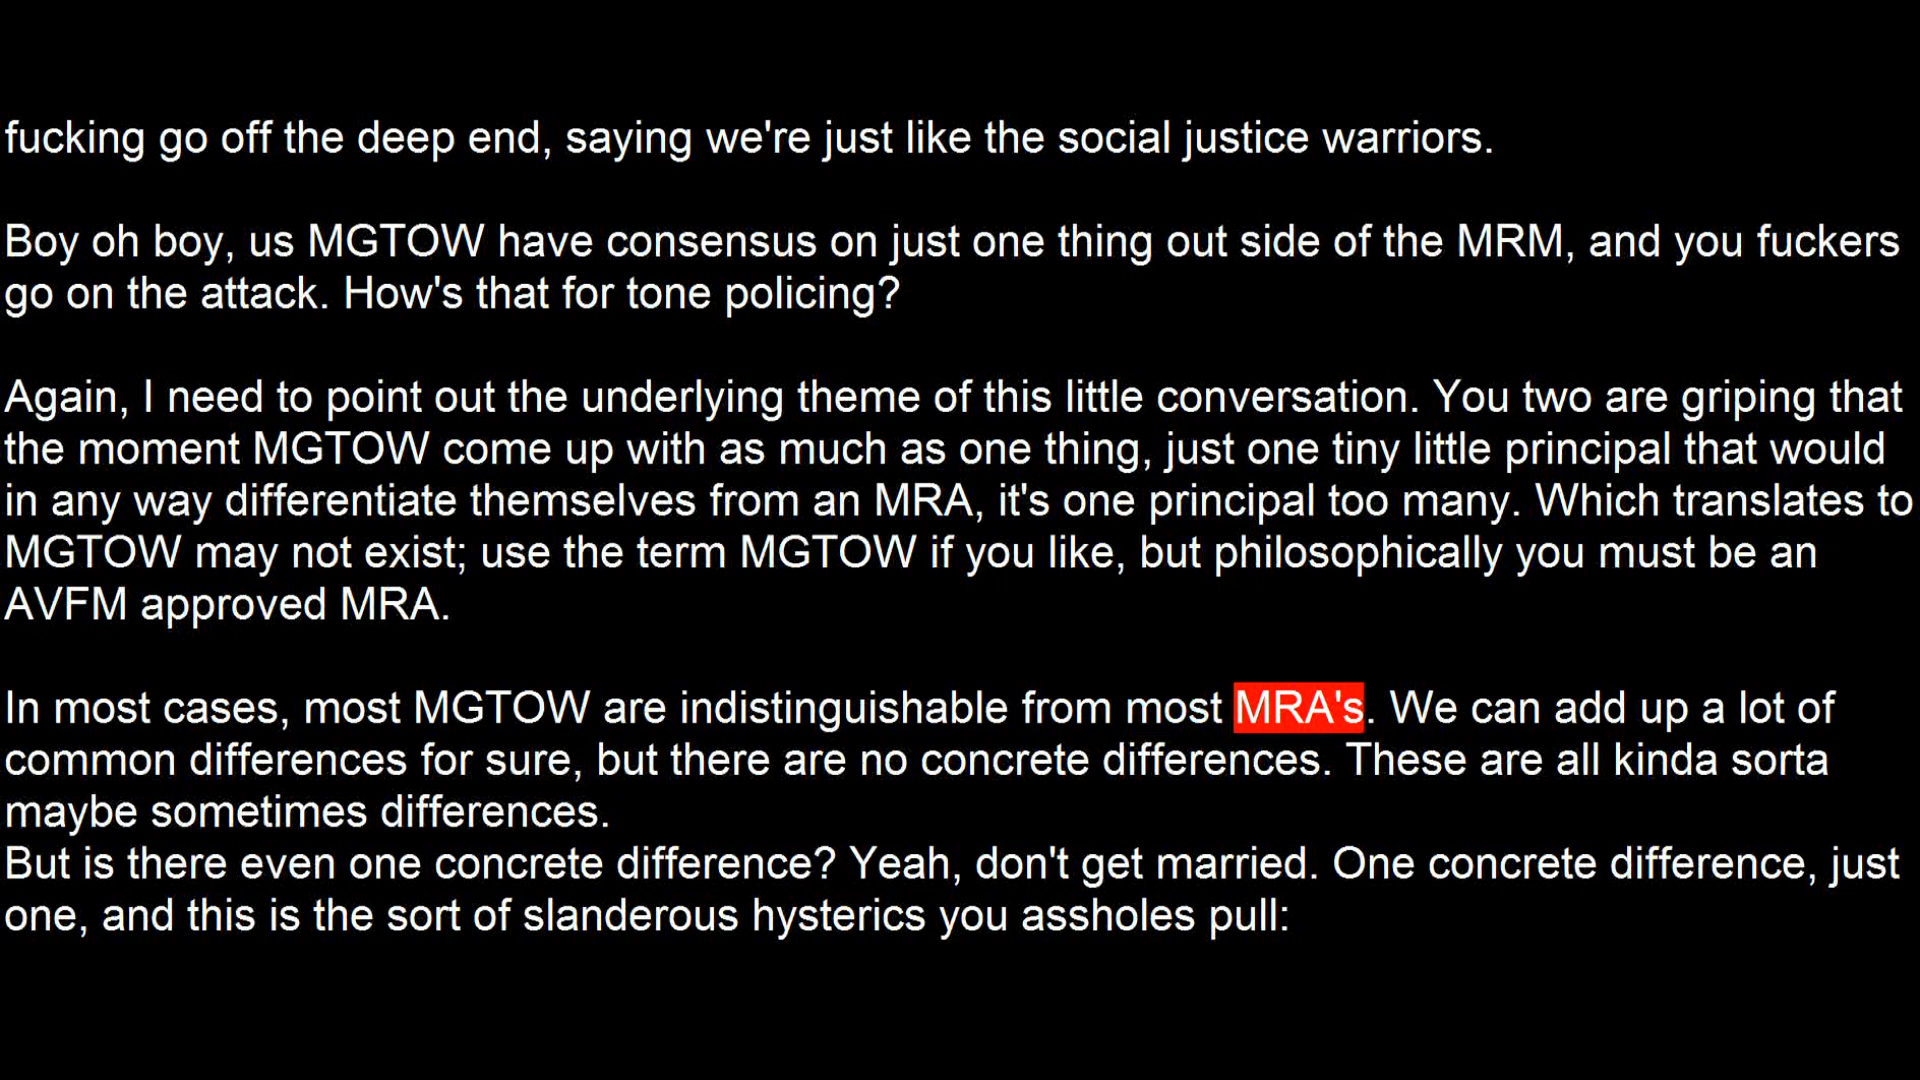 fucking go off the deep end, saying we're just like the social justice warriors.
Boy oh boy, us MGTOW have consensus on just one thing out side of the MRM, and you fuckers
go on the attack. How's that for tone policing?
Again, I need to point out the underlying theme of this little conversation. You two are griping that
the moment MGTOW come up with as much as one thing, just one tiny little principal that would
in any way differentiate themselves from an MRA, it's one principal too many. Which translates to
MGTOW may not exist; use the term MGTOW if you like, but philosophically you must be an
AVFM approved MRA.
In most cases, most MGTOW are indistinguishable from most MRA's. We can add up a lot of
common differences for sure, but there are no concrete differences. These are all kinda sorta
maybe sometimes differences.
But is there even one concrete difference? Yeah, don't get married. One concrete difference, just
one, and this is the sort of slanderous hysterics you assholes pull: